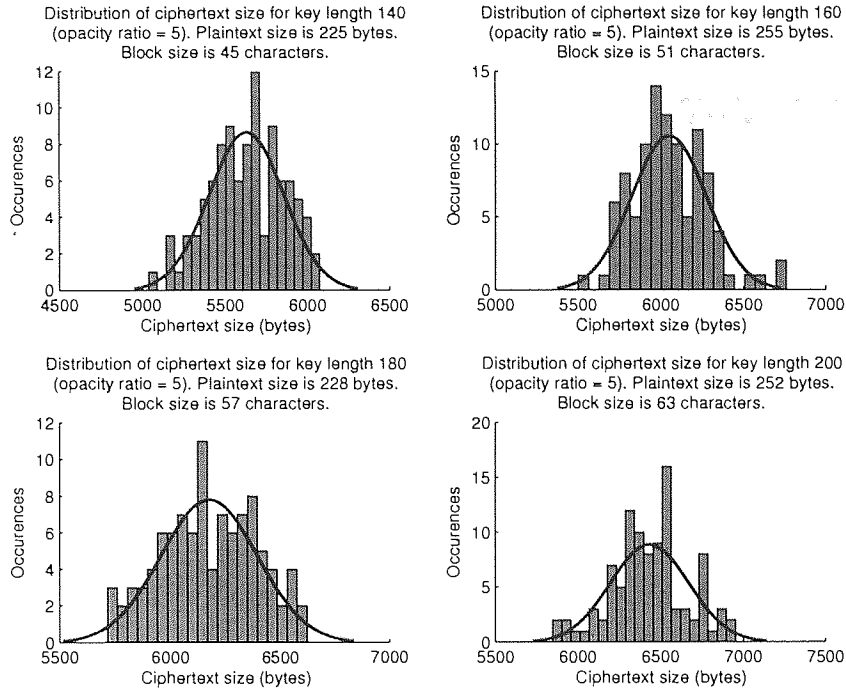 Distribution of ciphertext size for key length 140
(opacity ratio = 5). Plaintext size is 225 bytes.
Block size is 45 characters.
12
10
8
6
4
2
0
Occurences
4500 5000 5500 6000 6500
Ciphertext size (bytes)
Distribution of ciphertext size for key length 160
(opacity ratio = 5). Plaintext size is 255 bytes.
Block size is 51 characters.
15
10
5
0
Occurences
5000 5500 6000 6500 7000
Ciphertext size (bytes)
Distribution of ciphertext size for key length 180
(opacity ratio = 5). Plaintext size is 228 bytes.
Block size is 57 characters.
12
10
8
6
4
2
0
Occurences
5500 6000 6500 7000
Ciphertext size (bytes)
Distribution of ciphertext size for key length 200
(opacity ratio = 5). Plaintext size is 252 bytes.
Block size is 63 characters.
20
15
10
5
0
Occurences
5500 6000 6500 7000 7500
Ciphertext size (bytes)